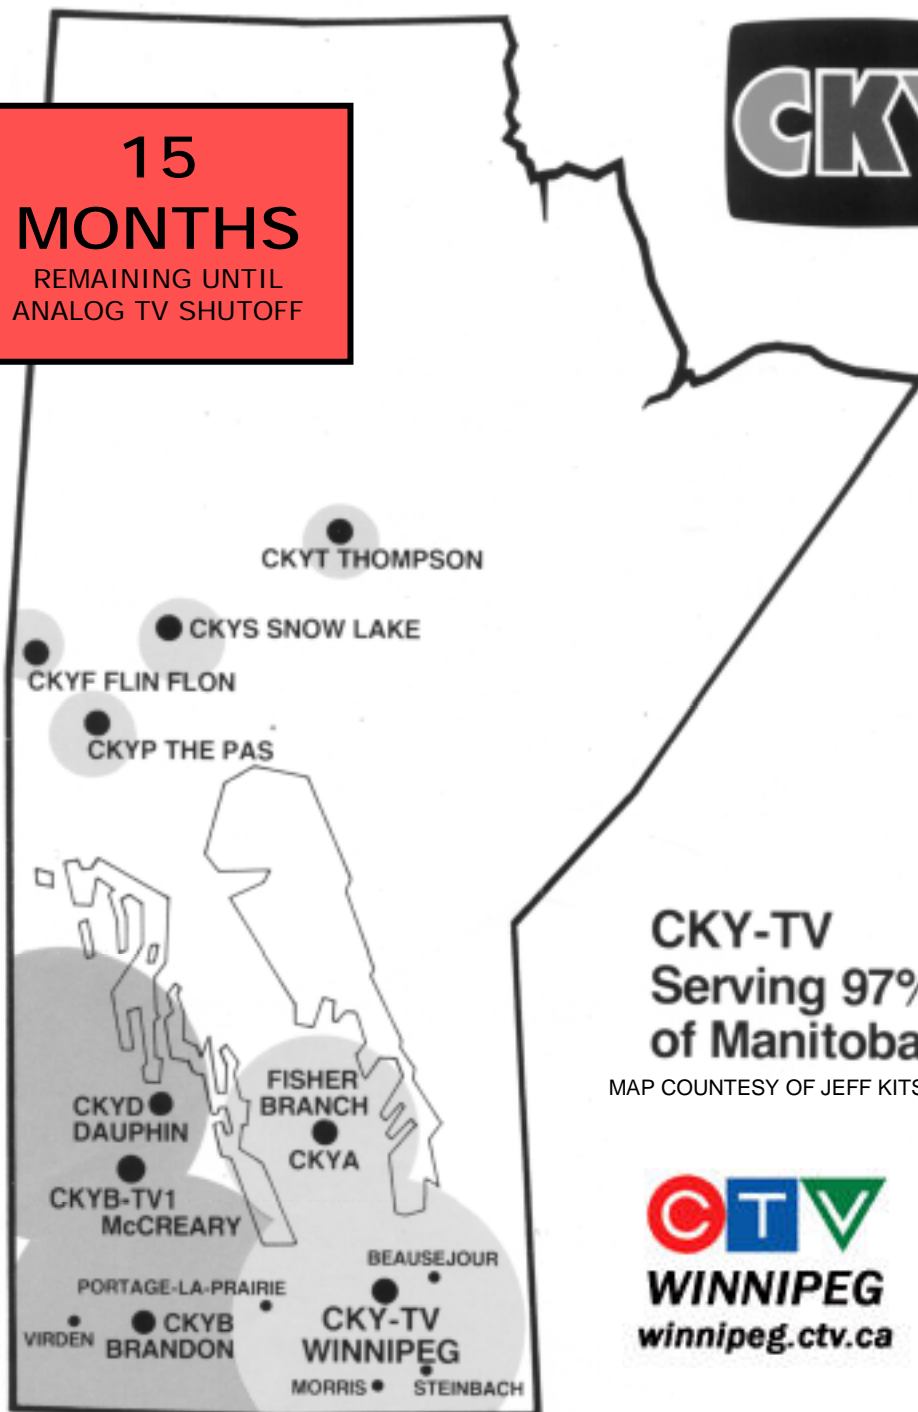 15
MONTHS
REMAINING UNTIL
ANALOG TV SHUTOFF
CKY
CKYT THOMPSON
CKYS SNOW LAKE
CKYF FLIN FLON
CKYP THE PAS
CKY-TV
Serving 97%
of Manitoba
MAP COUNTESY OF JEFF KITS
FISHER
BRANCH
CKYA
CKYD
DAUPHIN
CKYB-TV1
McCREARY
BEAUSEJOUR
PORTAGE-LA-PRAIRIE
CKY-TV
WINNIPEG
VIRDEN
CKYB
BRANDON
MORRIS
STEINBACH
CTV
WINNIPEG
winnipeg.ctv.ca